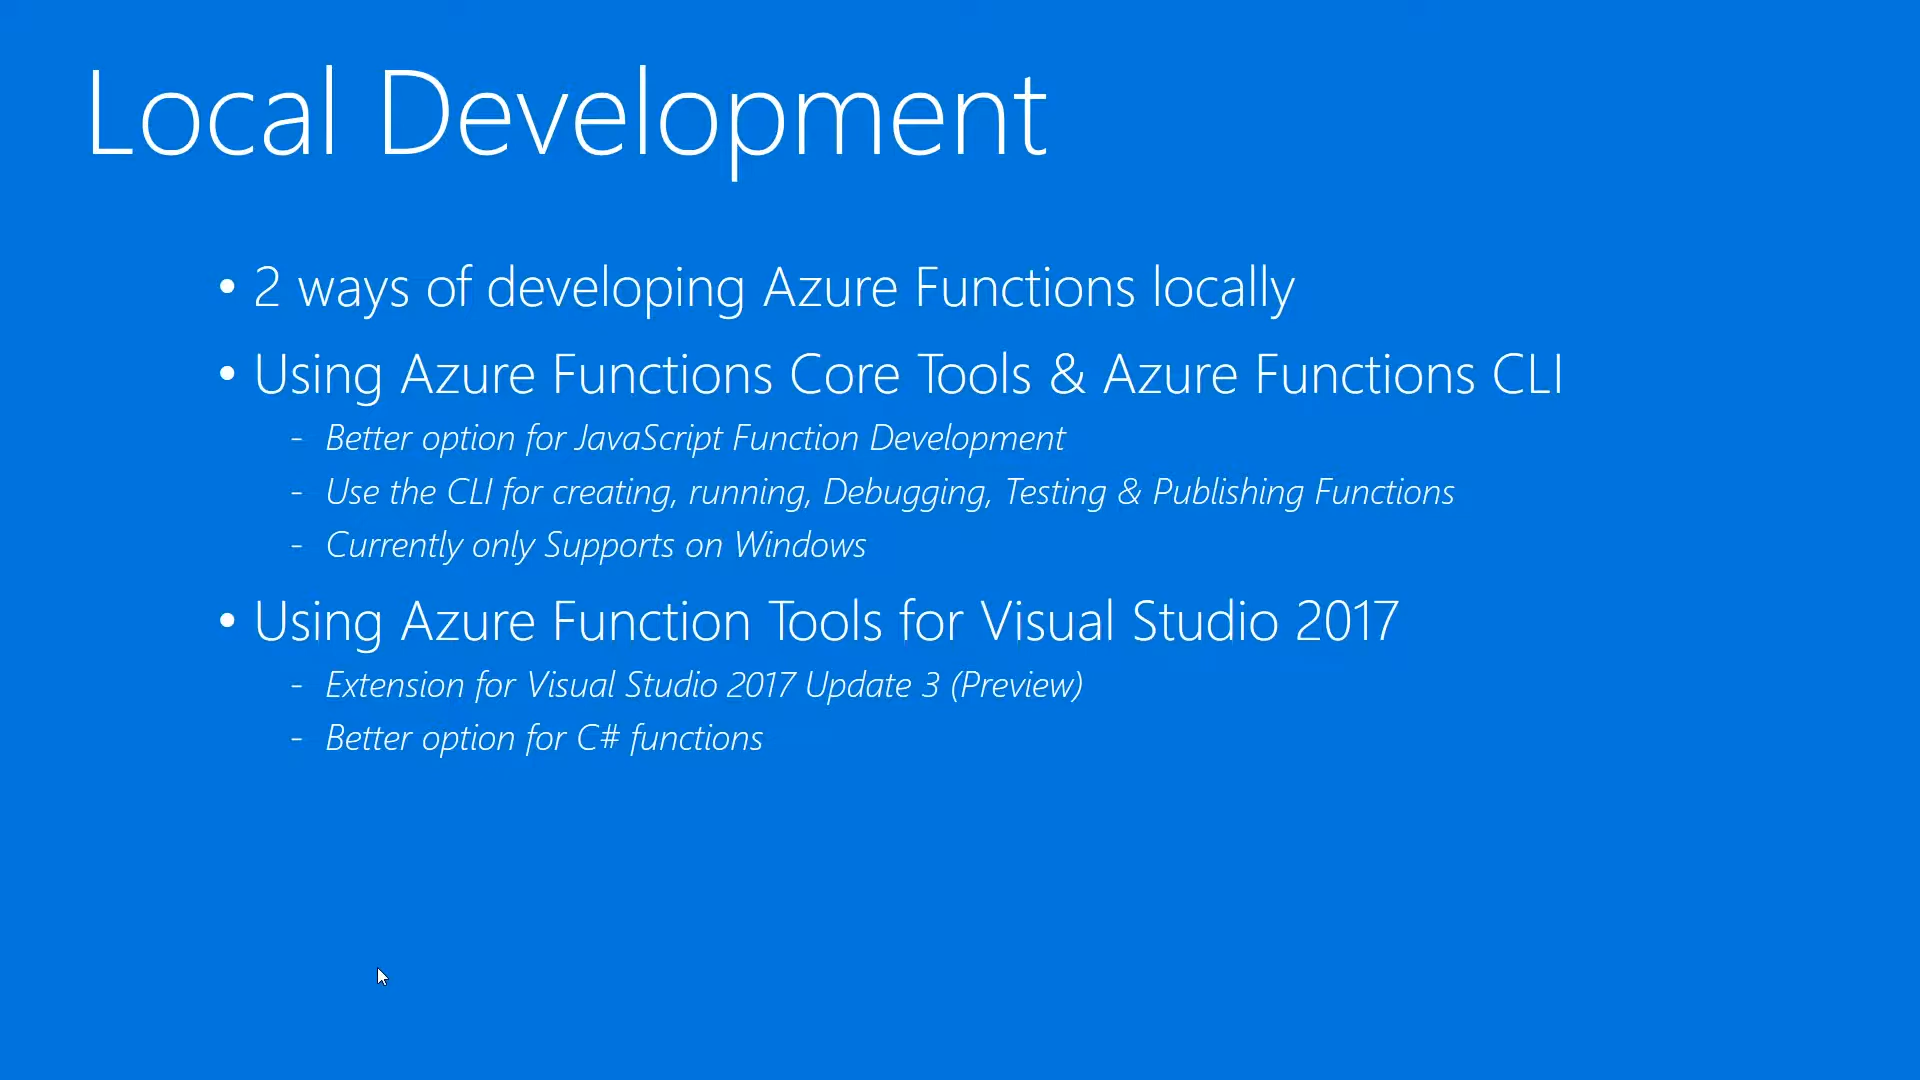 Local Development
• 2 ways of developing Azure Functions locally
• Using Azure Functions Core Tools & Azure Functions CLI
- Better option for JavaScript Function Development
- Use the CLI for creating, running, Debugging, Testing & Publishing Functions
- Currently only Supports on Windows
• Using Azure Function Tools for Visual Studio 2017
- Extension for Visual Studio 2017 Update 3 (Preview)
- Better option for C# functions